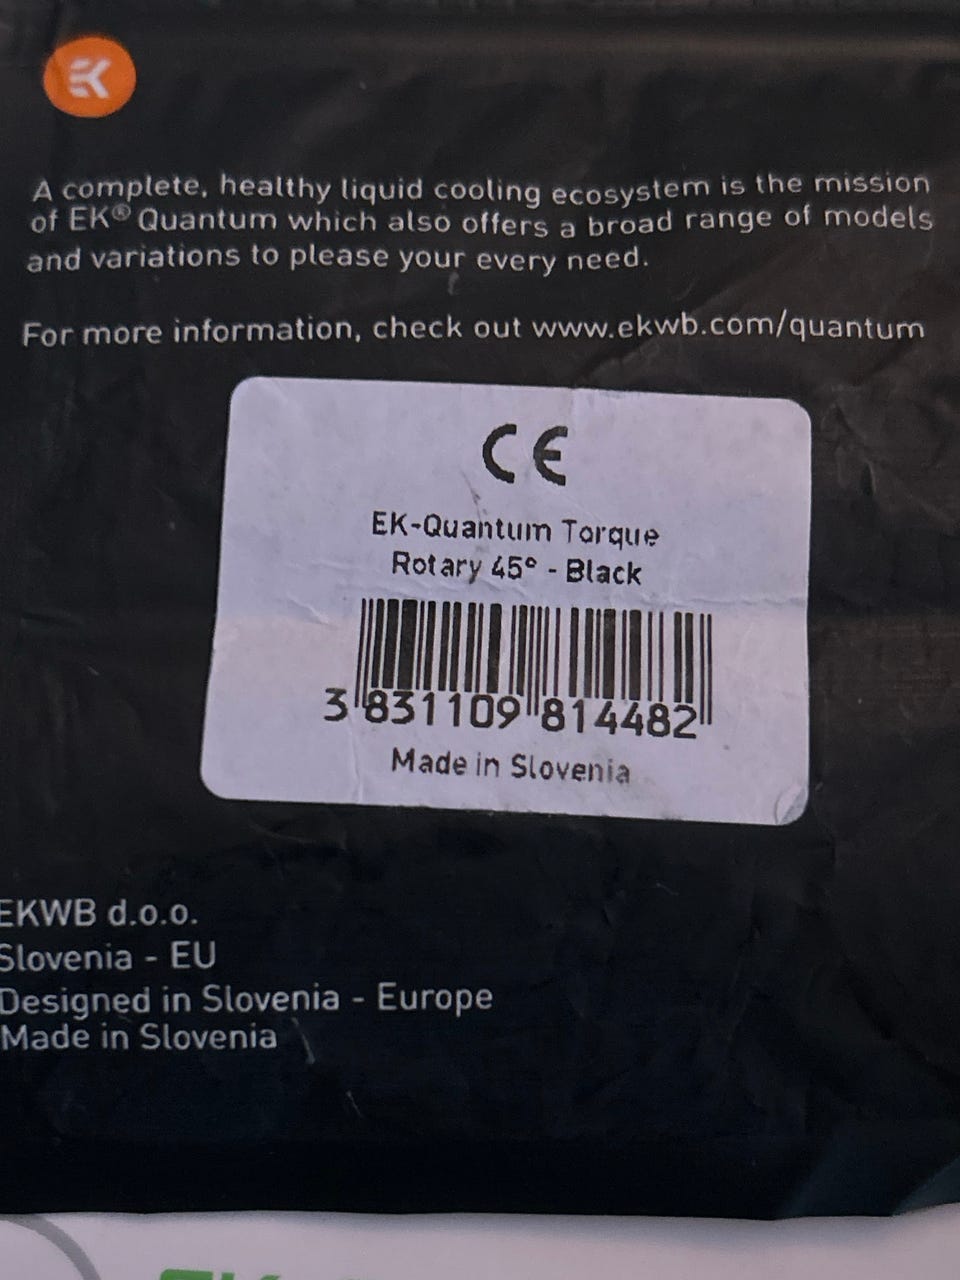 EK
A complete, healthy liquid cooling ecosystem is the mission
of EK® Quantum which also offers a broad range of models
and variations to please your every need.
For more information, check out www.ekwb.com/quantum
CE
EK-Quantum Torque
Rotary 45° - Black
3 831109 814482
Made in Slovenia
EKWB d.o.o.
Slovenia - EU
Designed in Slovenia - Europe
Made in Slovenia